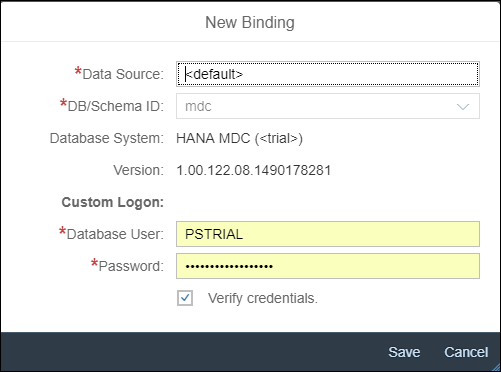 New Binding
*Data Source: <default>
*DB/Schema ID: mdc
Database System: HANA MDC (<trial>)
Version: 1.00.122.08.1490178281
Custom Logon:
*Database User: PSTRIAL
*Password: ••••••••••••••••••
Verify credentials.
Save Cancel